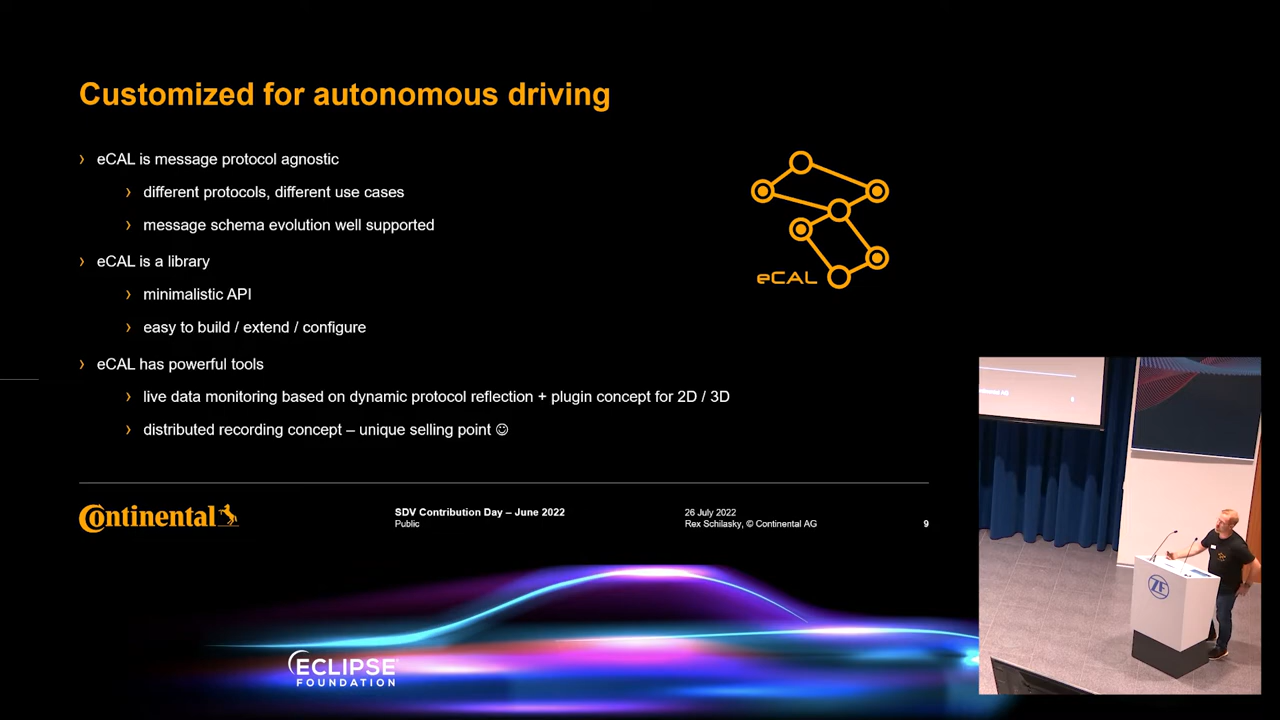 Customized for autonomous driving
› eCAL is message protocol agnostic
› different protocols, different use cases
› message schema evolution well supported
› eCAL is a library
› minimalistic API
› easy to build / extend / configure
› eCAL has powerful tools
› live data monitoring based on dynamic protocol reflection + plugin concept for 2D / 3D
› distributed recording concept – unique selling point ☺
eCAL
Continental
SDV Contribution Day – June 2022
Public
26 July 2022
Rex Schilasky, © Continental AG
9
ZF
ECLIPSE
FOUNDATION